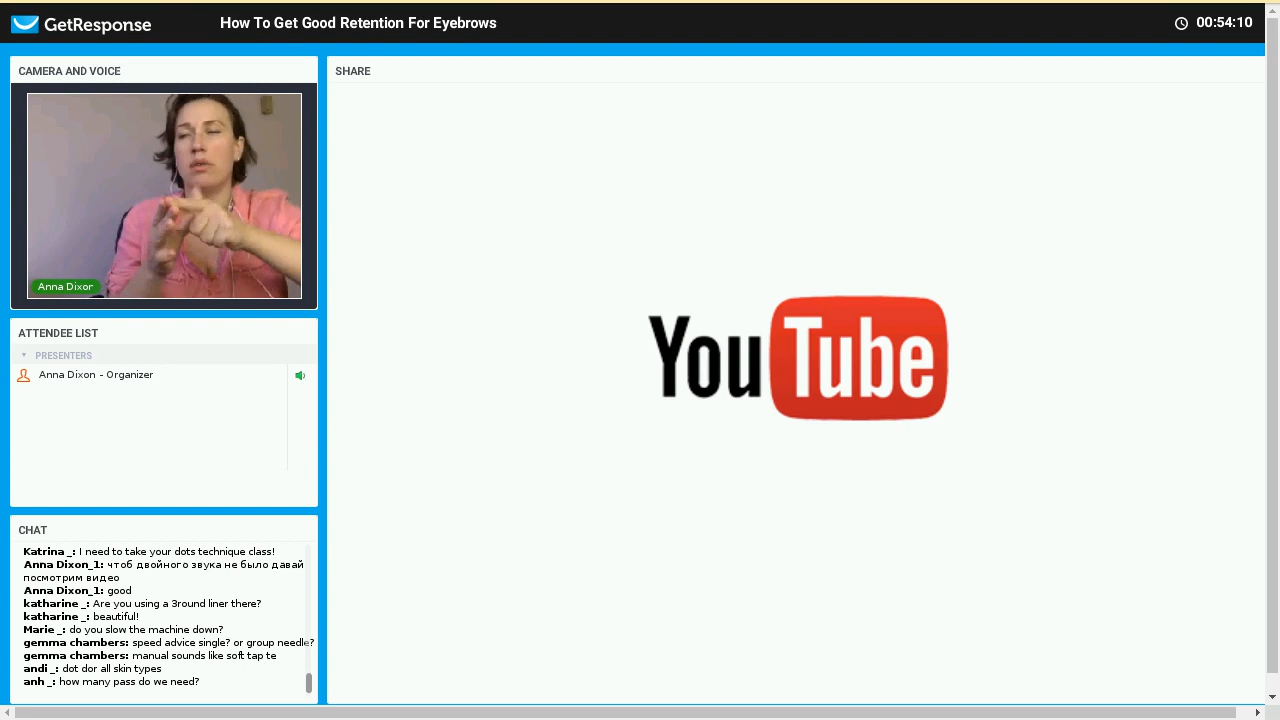 GetResponse
How To Get Good Retention For Eyebrows
00:54:10
CAMERA AND VOICE
Anna Dixon
ATTENDEE LIST
PRESENTERS
Anna Dixon - Organizer
CHAT
Katrina _: I need to take your dots technique class!
Anna Dixon_1: чтоб двойного звука не было давай
посмотрим видео
Anna Dixon_1: good
katharine _: Are you using a 3round liner there?
katharine _: beautiful!
Marie _: do you slow the machine down?
gemma chambers: speed advice single? or group needle?
gemma chambers: manual sounds like soft tap te
andi _: dot dor all skin types
anh _: how many pass do we need?
SHARE
YouTube